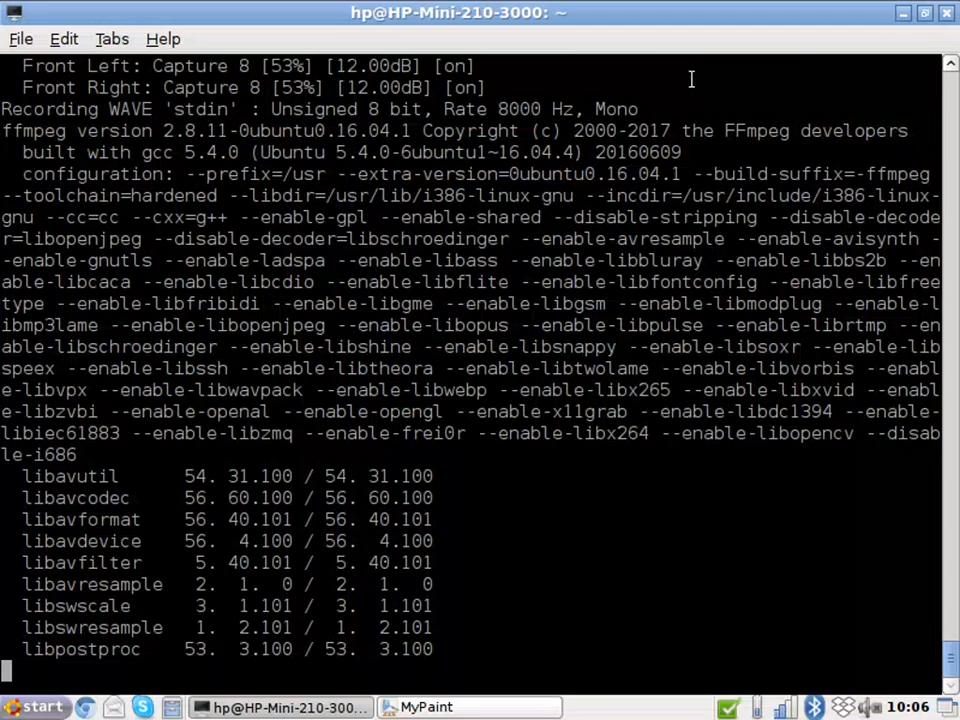 hp@HP-Mini-210-3000: ~
File Edit Tabs Help
Front Left: Capture 8 [53%] [12.00dB] [on]
Front Right: Capture 8 [53%] [12.00dB] [on]
Recording WAVE 'stdin' : Unsigned 8 bit, Rate 8000 Hz, Mono
ffmpeg version 2.8.11-0ubuntu0.16.04.1 Copyright (c) 2000-2017 the FFmpeg developers
built with gcc 5.4.0 (Ubuntu 5.4.0-6ubuntu1~16.04.4) 20160609
configuration: --prefix=/usr --extra-version=0ubuntu0.16.04.1 --build-suffix=-ffmpeg
--toolchain=hardened --libdir=/usr/lib/i386-linux-gnu --incdir=/usr/include/i386-linux-
gnu --cc=cc --cxx=g++ --enable-gpl --enable-shared --disable-stripping --disable-decode
r=libopenjpeg --disable-decoder=libschroedinger --enable-avresample --enable-avisynth -
-enable-gnutls --enable-ladspa --enable-libass --enable-libbluray --enable-libbs2b --en
able-libcaca --enable-libcdio --enable-libflite --enable-libfontconfig --enable-libfree
type --enable-libfribidi --enable-libgme --enable-libgsm --enable-libmodplug --enable-l
ibmp3lame --enable-libopenjpeg --enable-libopus --enable-libpulse --enable-librtmp --en
able-libschroedinger --enable-libshine --enable-libsnappy --enable-libsoxr --enable-lib
speex --enable-libssh --enable-libtheora --enable-libtwolame --enable-libvorbis --enabl
e-libvpx --enable-libwavpack --enable-libwebp --enable-libx265 --enable-libxvid --enabl
e-libzvbi --enable-openal --enable-opengl --enable-x11grab --enable-libdc1394 --enable-
libiec61883 --enable-libzmq --enable-frei0r --enable-libx264 --enable-libopencv --disab
le-i686
libavutil 54. 31.100 / 54. 31.100
libavcodec 56. 60.100 / 56. 60.100
libavformat 56. 40.101 / 56. 40.101
libavdevice 56. 4.100 / 56. 4.100
libavfilter 5. 40.101 / 5. 40.101
libavresample 2. 1. 0 / 2. 1. 0
libswscale 3. 1.101 / 3. 1.101
libswresample 1. 2.101 / 1. 2.101
libpostproc 53. 3.100 / 53. 3.100
start hp@HP-Mini-210-300... MyPaint 10:06